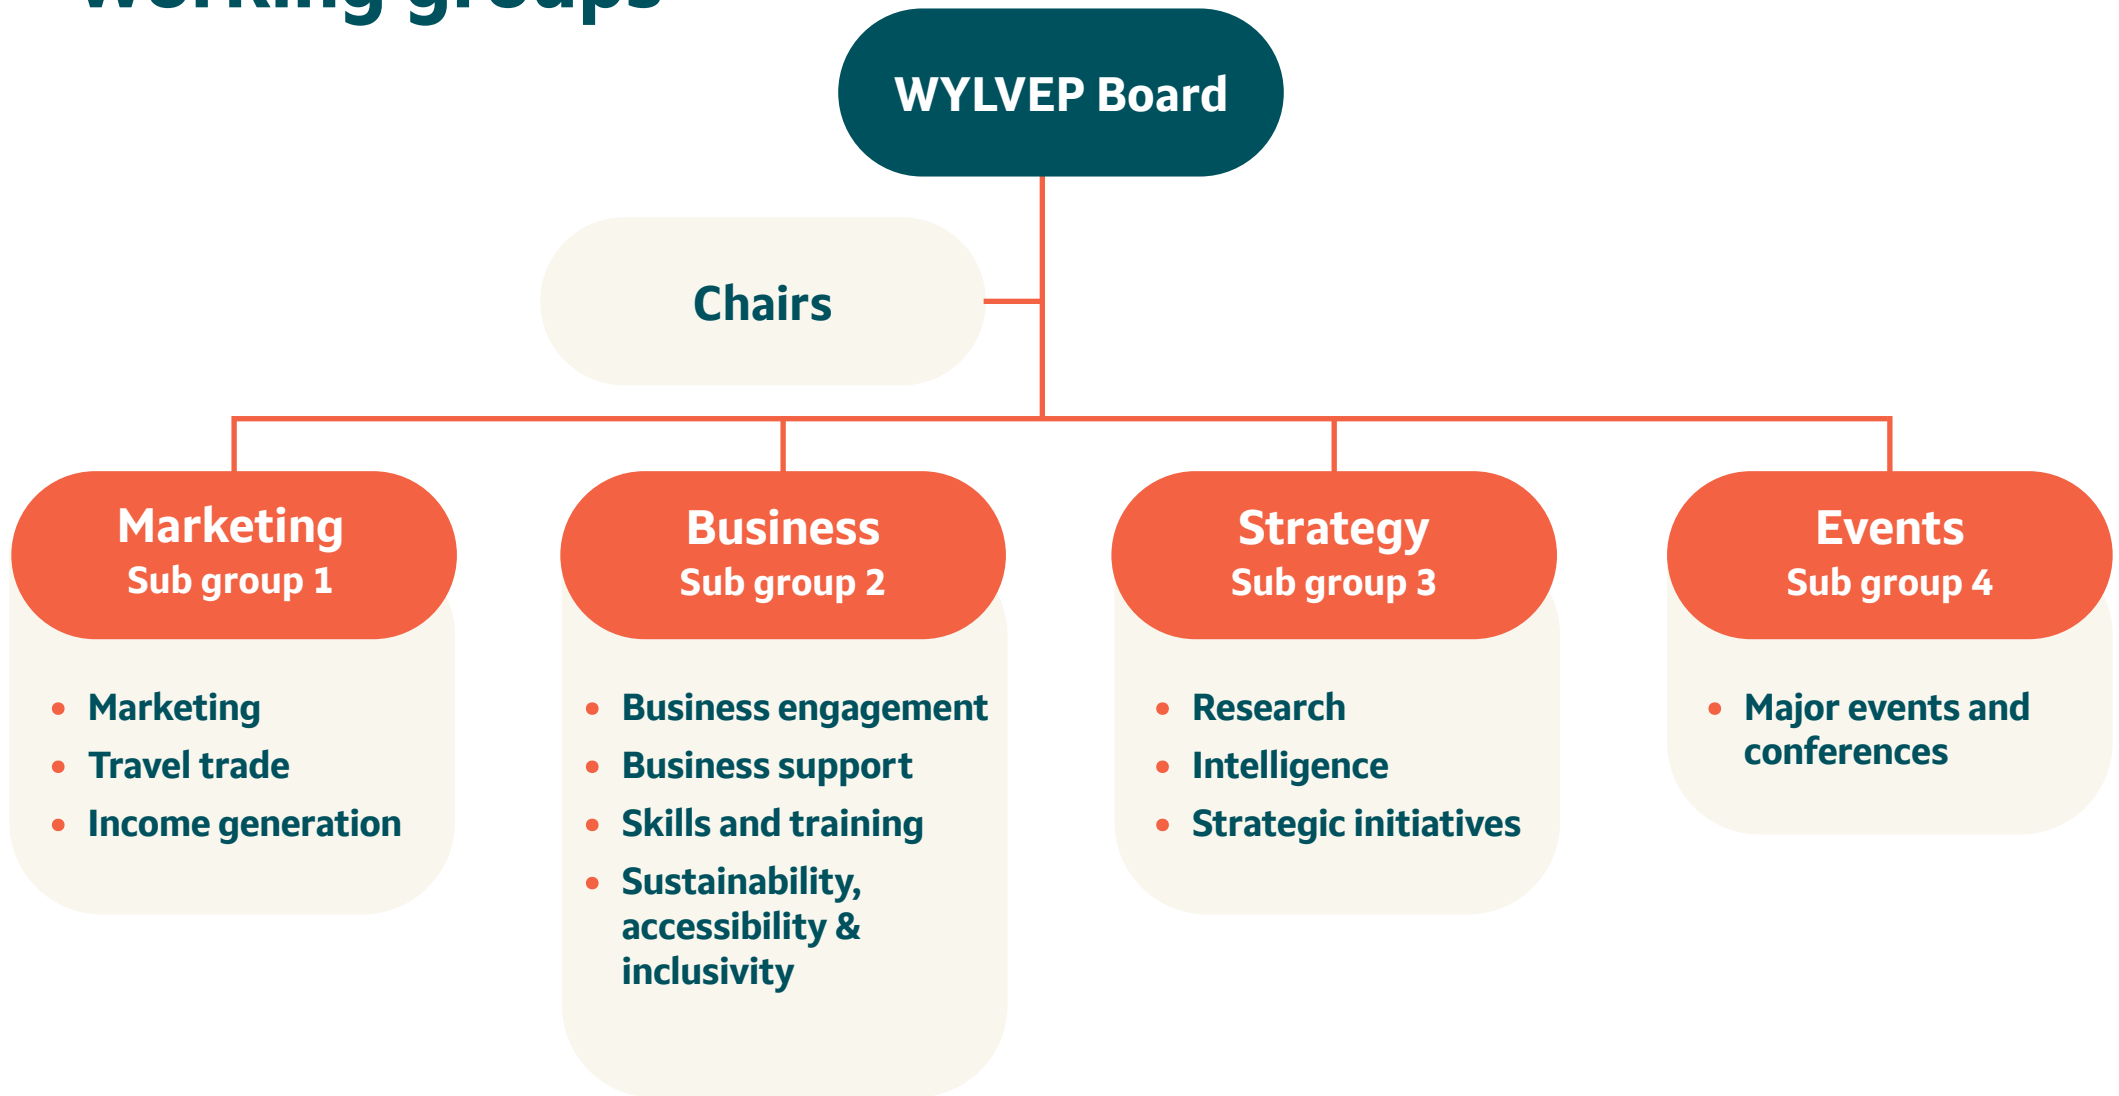 working groups
WYLVEP Board
Chairs
Marketing
Sub group 1
• Marketing
• Travel trade
• Income generation
Business
Sub group 2
• Business engagement
• Business support
• Skills and training
• Sustainability,
accessibility &
inclusivity
Strategy
Sub group 3
• Research
• Intelligence
• Strategic initiatives
Events
Sub group 4
• Major events and
conferences